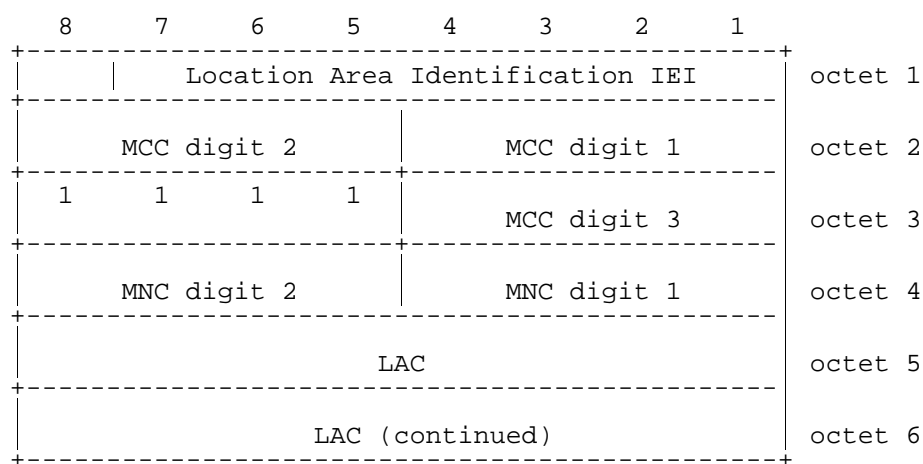 8 7 6 5 4 3 2 1
Location Area Identification IEI octet 1
MCC digit 2 MCC digit 1 octet 2
1 1 1 1
MCC digit 3 octet 3
MNC digit 2 MNC digit 1 octet 4
LAC octet 5
LAC (continued) octet 6